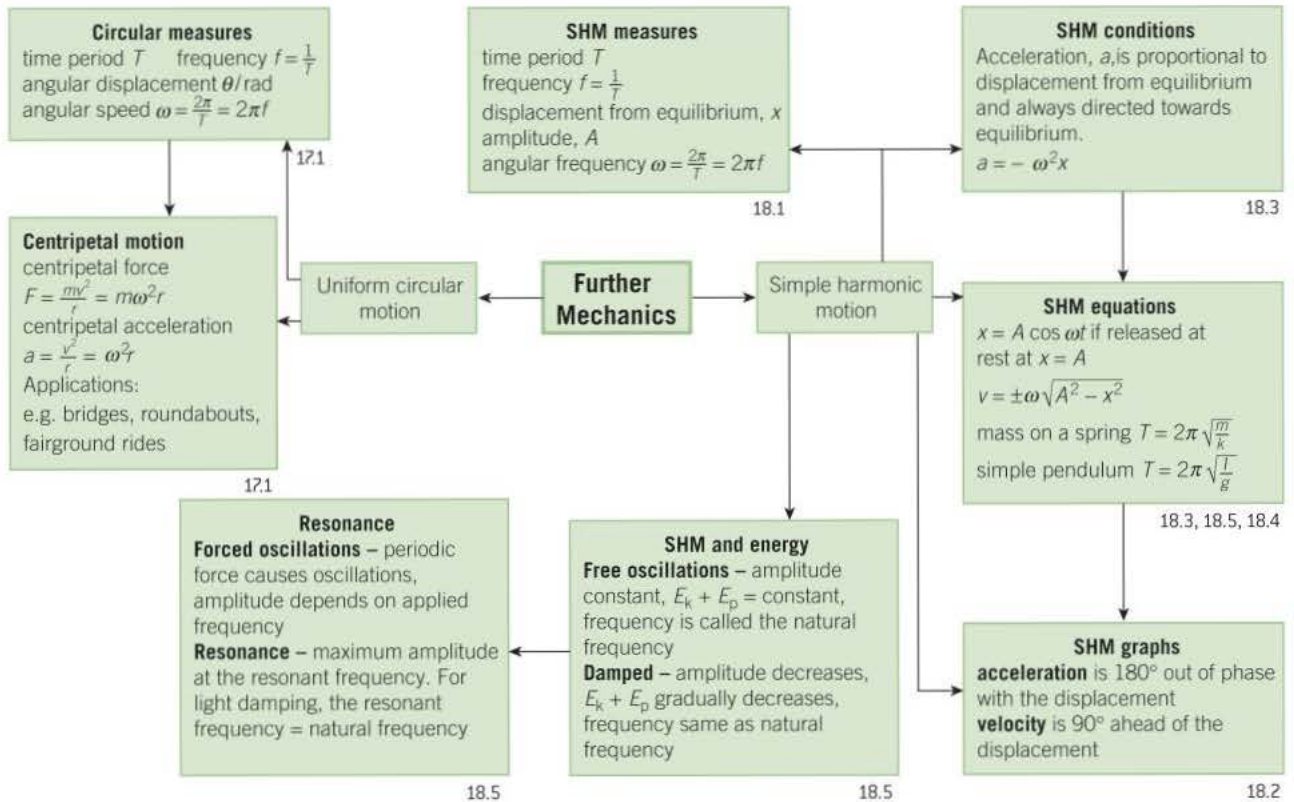 Circular measures
time period T frequency f = 1/T
angular displacement θ/rad
angular speed ω = 2π/T = 2πf
17.1
SHM measures
time period T
frequency f = 1/T
displacement from equilibrium, x
amplitude, A
angular frequency ω = 2π/T = 2πf
18.1
SHM conditions
Acceleration, a,is proportional to
displacement from equilibrium
and always directed towards
equilibrium.
a = − ω²x
18.3
Centripetal motion
centripetal force
F = mv²/r = mω²r
centripetal acceleration
a = v²/r = ω²r
Applications:
e.g. bridges, roundabouts,
fairground rides
17.1
Uniform circular
motion
Further
Mechanics
Simple harmonic
motion
SHM equations
x = A cos ωt if released at
rest at x = A
v = ±ω√(A² − x²)
mass on a spring T = 2π√(m/k)
simple pendulum T = 2π√(l/g)
18.3, 18.5, 18.4
Resonance
Forced oscillations – periodic
force causes oscillations,
amplitude depends on applied
frequency
Resonance – maximum amplitude
at the resonant frequency. For
light damping, the resonant
frequency = natural frequency
18.5
SHM and energy
Free oscillations – amplitude
constant, Eₖ + Eₚ = constant,
frequency is called the natural
frequency
Damped – amplitude decreases,
Eₖ + Eₚ gradually decreases,
frequency same as natural
frequency
18.5
SHM graphs
acceleration is 180° out of phase
with the displacement
velocity is 90° ahead of the
displacement
18.2